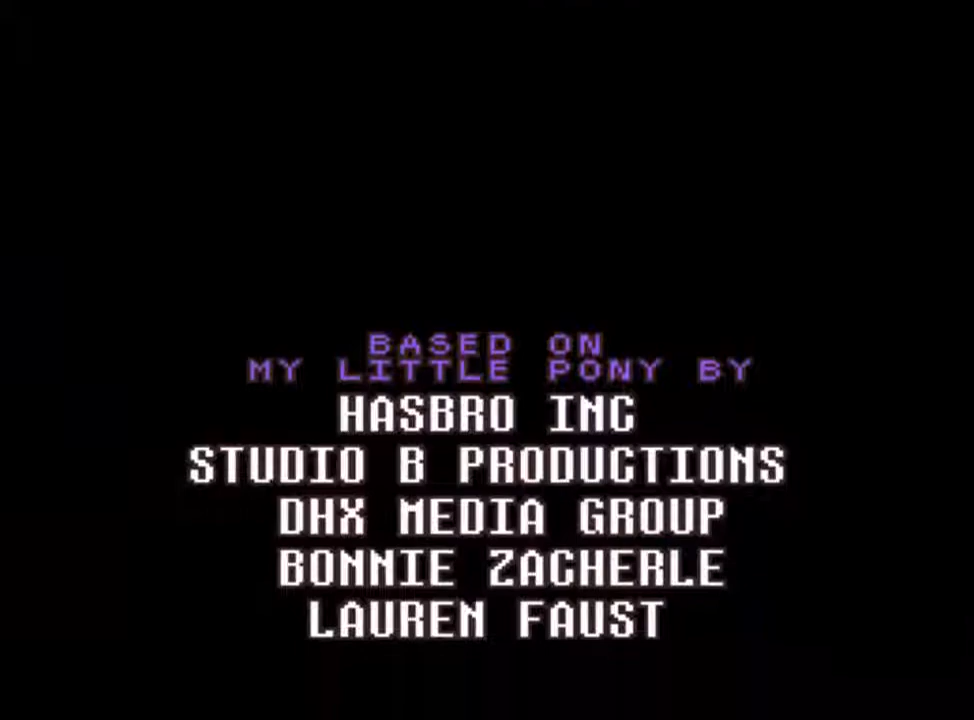 BASED ON
MY LITTLE PONY BY
HASBRO INC
STUDIO B PRODUCTIONS
DHX MEDIA GROUP
BONNIE ZACHERLE
LAUREN FAUST